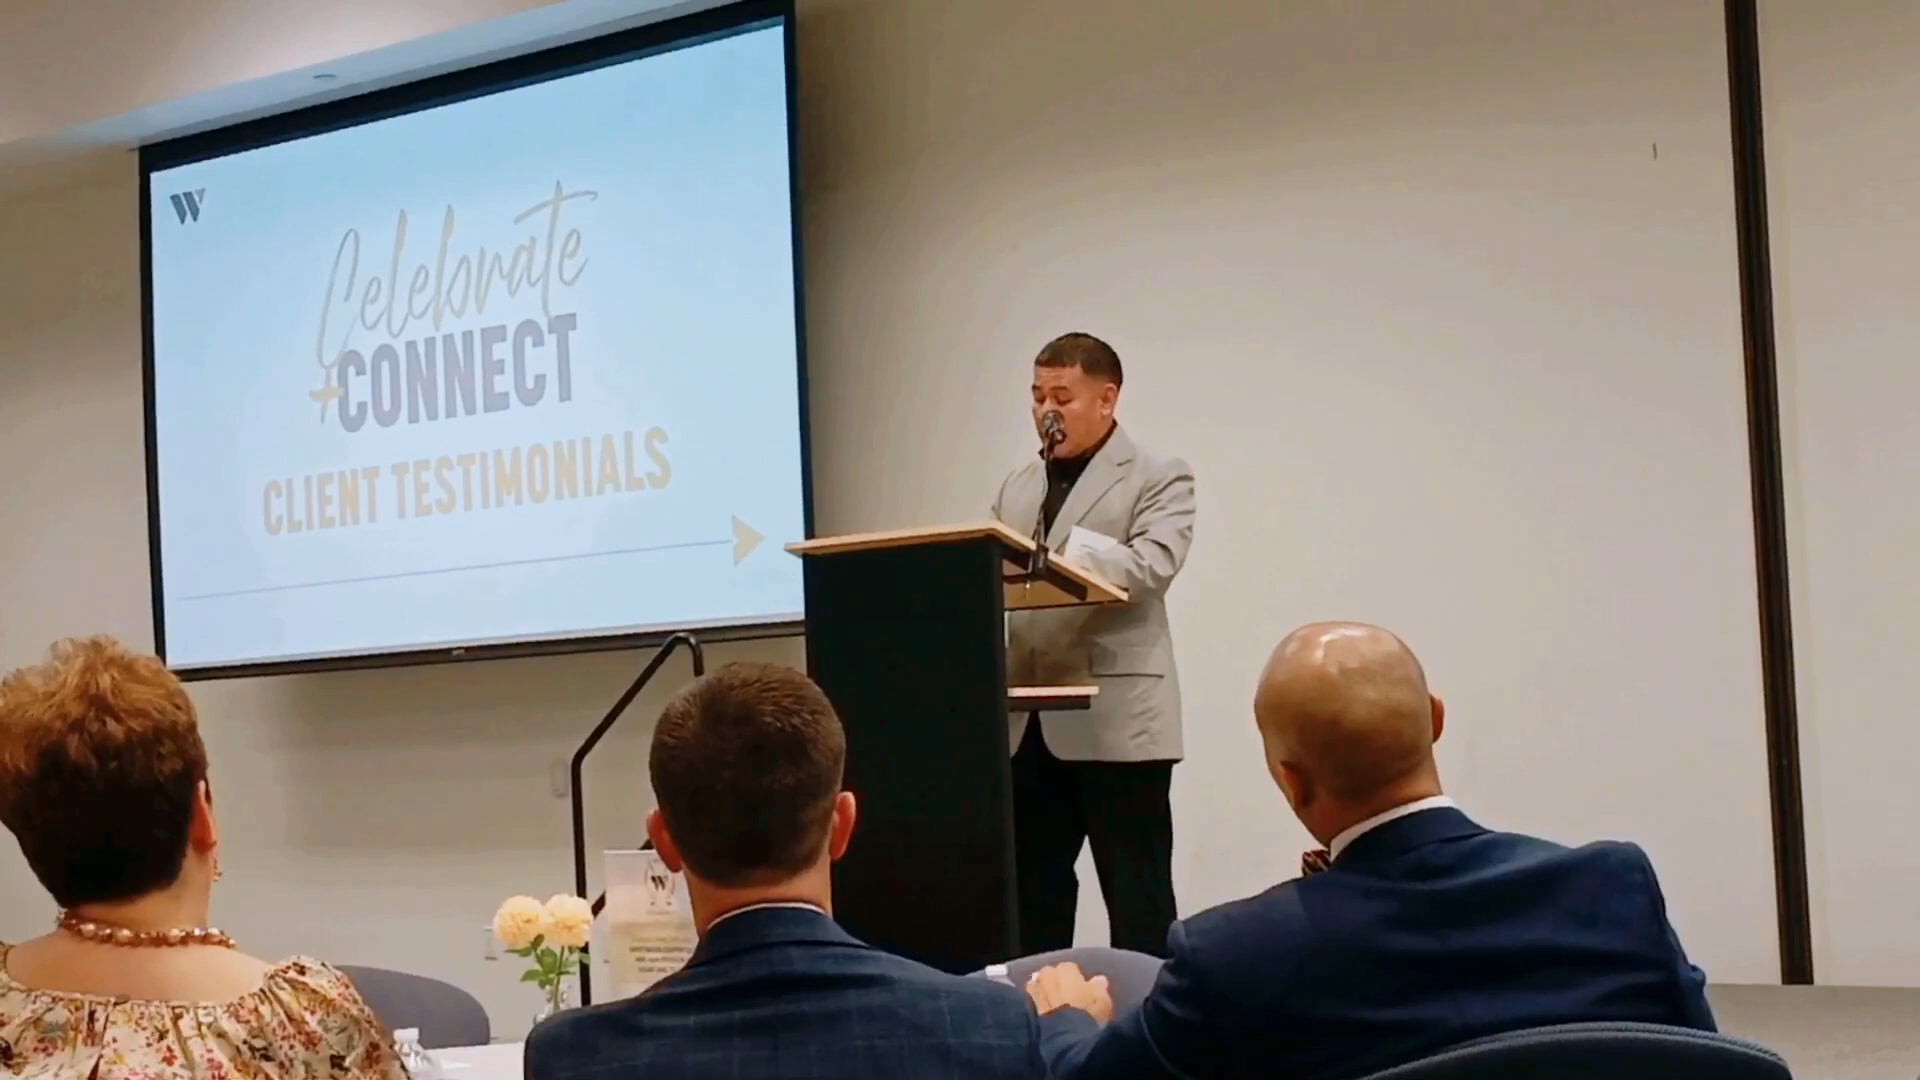 W
Celebrate
+CONNECT
CLIENT TESTIMONIALS
W